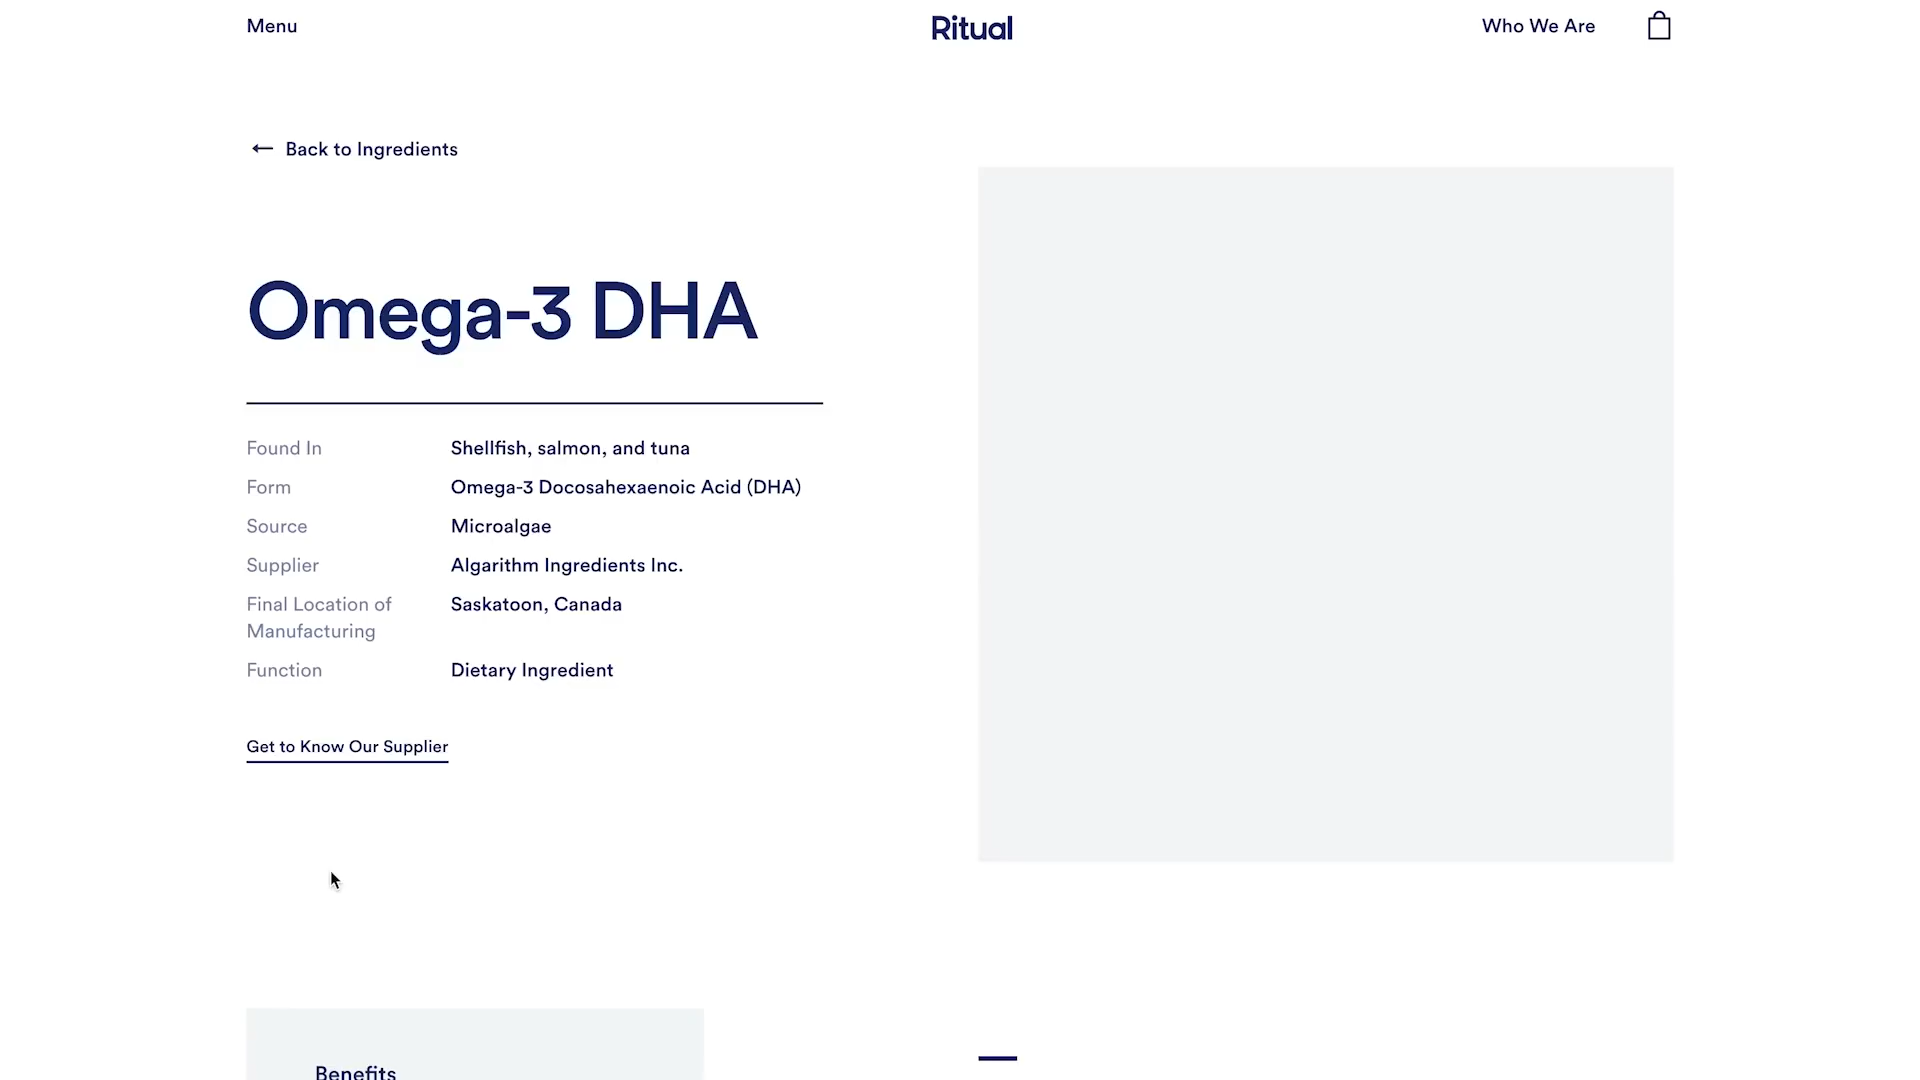 Menu
Ritual
Who We Are
← Back to Ingredients
Omega-3 DHA
Found In Shellfish, salmon, and tuna
Form Omega-3 Docosahexaenoic Acid (DHA)
Source Microalgae
Supplier Algarithm Ingredients Inc.
Final Location of Saskatoon, Canada
Manufacturing
Function Dietary Ingredient
Get to Know Our Supplier
Benefits